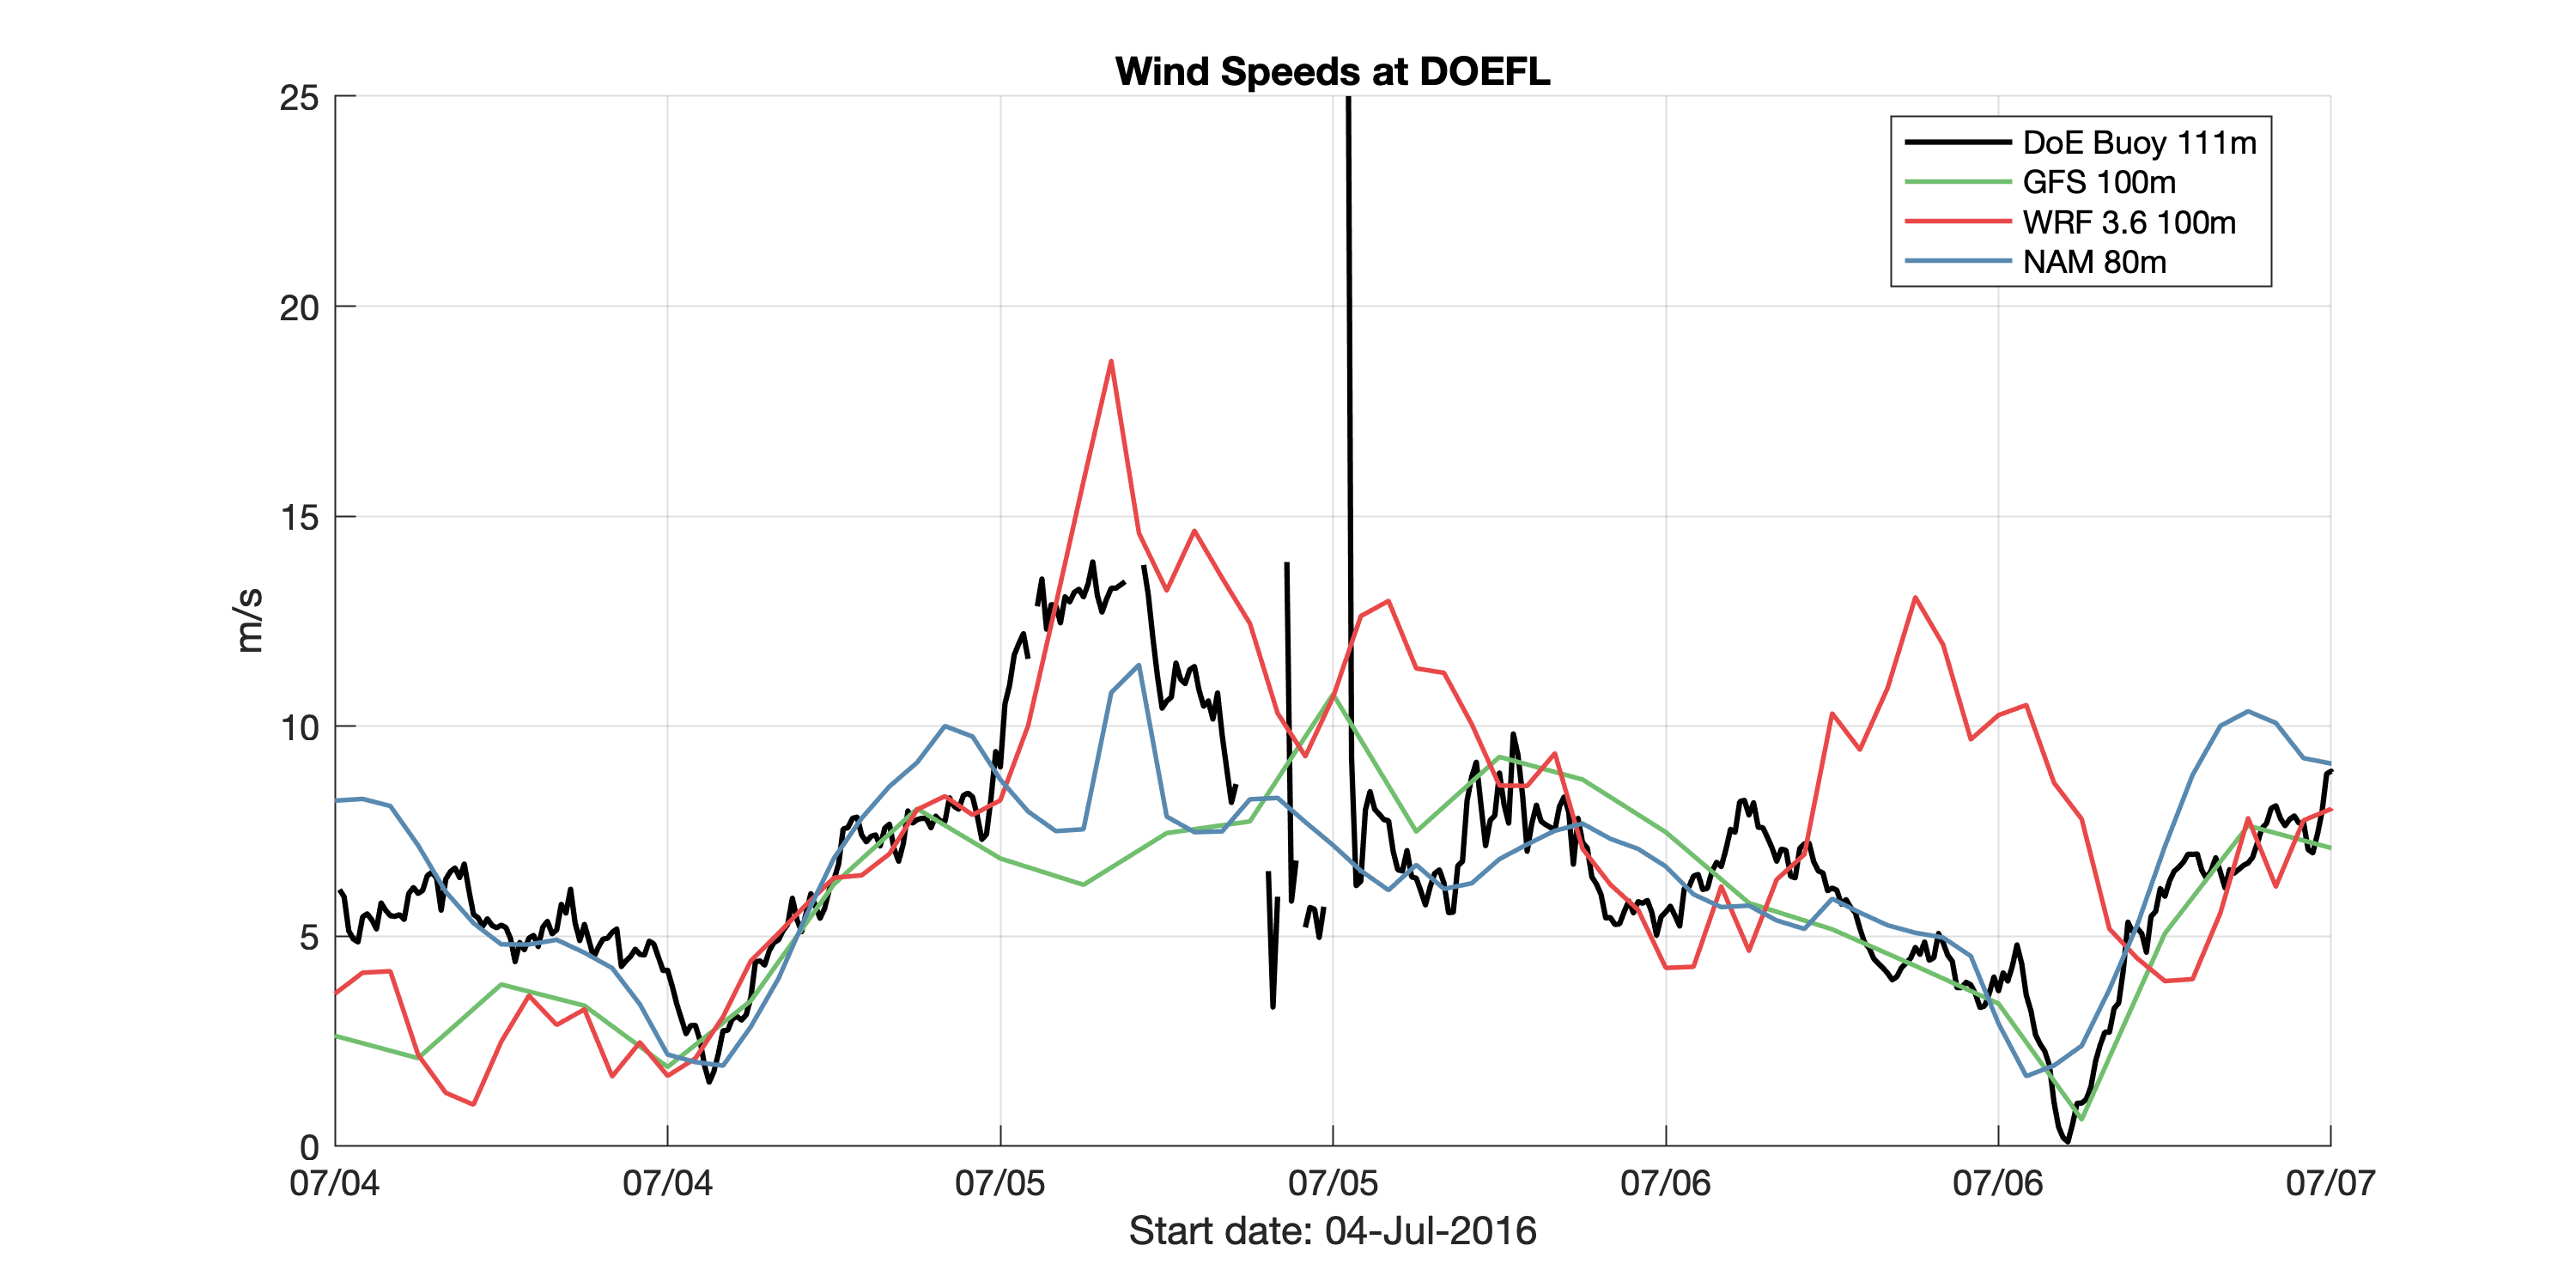 Wind Speeds at DOEFL
25
20
15
10
5
0
m/s
DoE Buoy 111m
GFS 100m
WRF 3.6 100m
NAM 80m
07/04 07/04 07/05 07/05 07/06 07/06 07/07
Start date: 04-Jul-2016